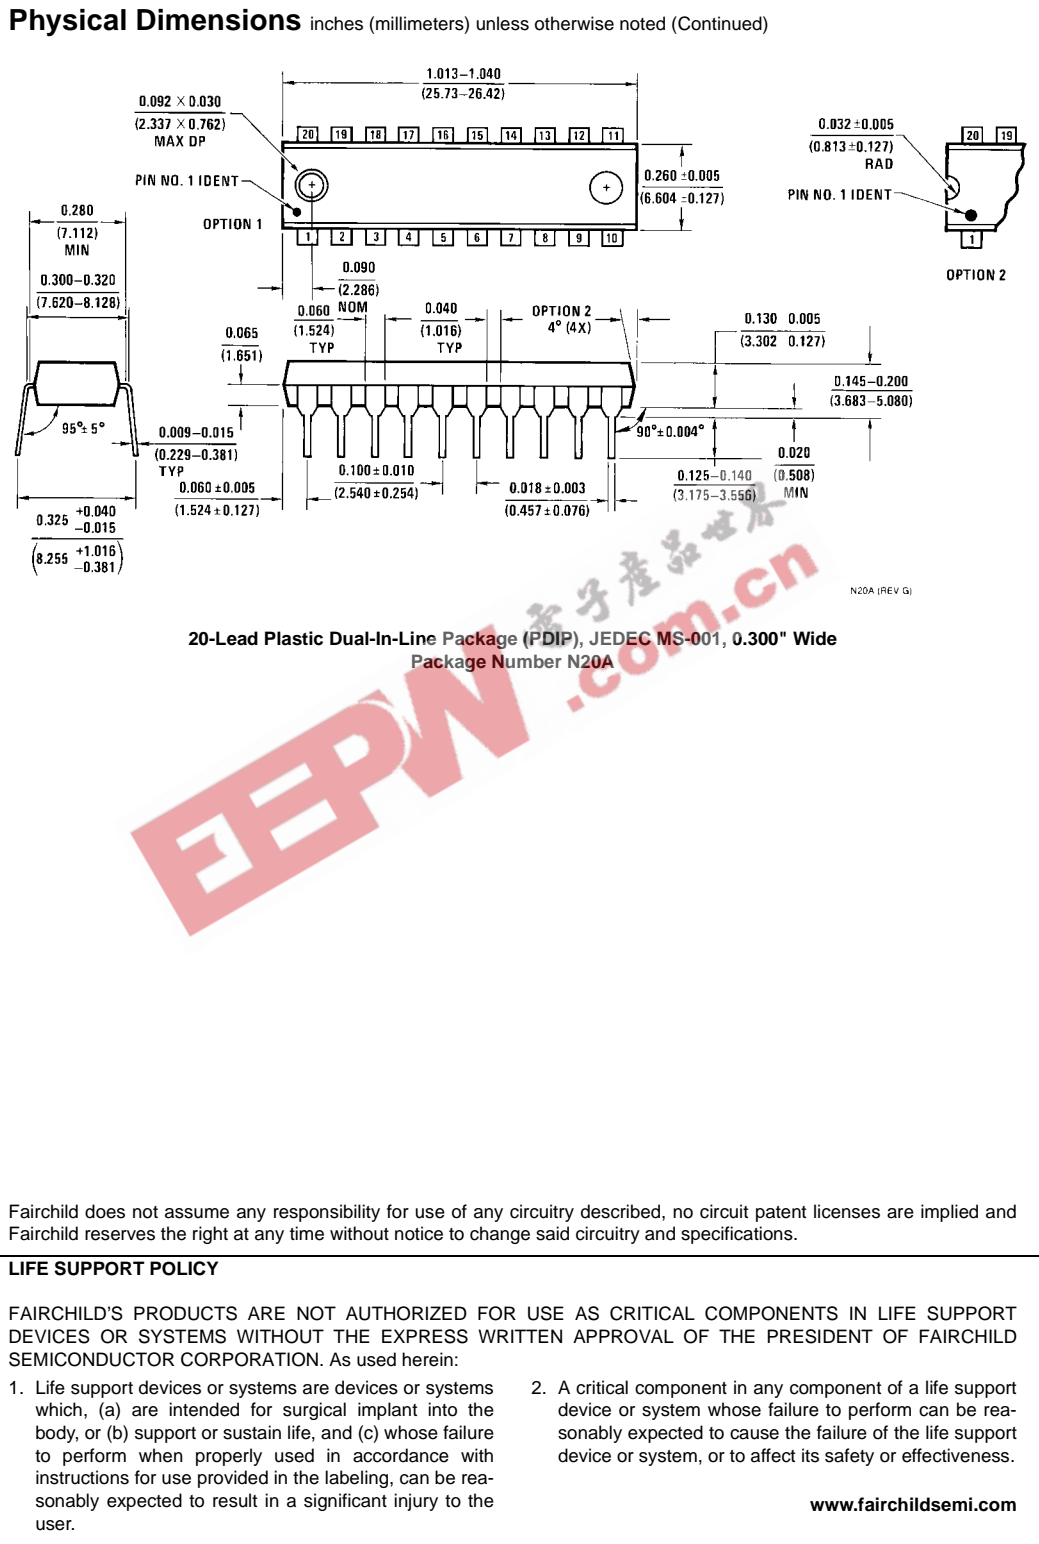 Physical Dimensions inches (millimeters) unless otherwise noted (Continued)
1.013–1.040
(25.73–26.42)
0.092 × 0.030
(2.337 × 0.762)
MAX DP
PIN NO. 1 IDENT
OPTION 1
20 19 18 17 16 15 14 13 12 11
1 2 3 4 5 6 7 8 9 10
0.260 ±0.005
(6.604 ±0.127)
0.032 ±0.005
(0.813 ±0.127)
RAD
PIN NO. 1 IDENT
20 19
1
OPTION 2
0.280
(7.112)
MIN
0.300–0.320
(7.620–8.128)
0.090
(2.286)
NOM
0.060
(1.524)
TYP
0.040
(1.016)
TYP
OPTION 2
4° (4X)
0.065
(1.651)
0.130 0.005
(3.302 0.127)
0.145–0.200
(3.683–5.080)
95°± 5°
90°±0.004°
0.009–0.015
(0.229–0.381)
TYP
0.100 ±0.010
(2.540 ±0.254)
0.060 ±0.005
(1.524 ±0.127)
0.018 ±0.003
(0.457 ±0.076)
0.125–0.140
(3.175–3.556)
0.020
(0.508)
MIN
0.325 +0.040
–0.015
(8.255 +1.016
–0.381)
N20A (REV G)
20-Lead Plastic Dual-In-Line Package (PDIP), JEDEC MS-001, 0.300" Wide
Package Number N20A
EEPW
電子產品世界
.com.cn
Fairchild does not assume any responsibility for use of any circuitry described, no circuit patent licenses are implied and
Fairchild reserves the right at any time without notice to change said circuitry and specifications.
LIFE SUPPORT POLICY
FAIRCHILD'S PRODUCTS ARE NOT AUTHORIZED FOR USE AS CRITICAL COMPONENTS IN LIFE SUPPORT
DEVICES OR SYSTEMS WITHOUT THE EXPRESS WRITTEN APPROVAL OF THE PRESIDENT OF FAIRCHILD
SEMICONDUCTOR CORPORATION. As used herein:
1. Life support devices or systems are devices or systems
which, (a) are intended for surgical implant into the
body, or (b) support or sustain life, and (c) whose failure
to perform when properly used in accordance with
instructions for use provided in the labeling, can be rea-
sonably expected to result in a significant injury to the
user.
2. A critical component in any component of a life support
device or system whose failure to perform can be rea-
sonably expected to cause the failure of the life support
device or system, or to affect its safety or effectiveness.
www.fairchildsemi.com